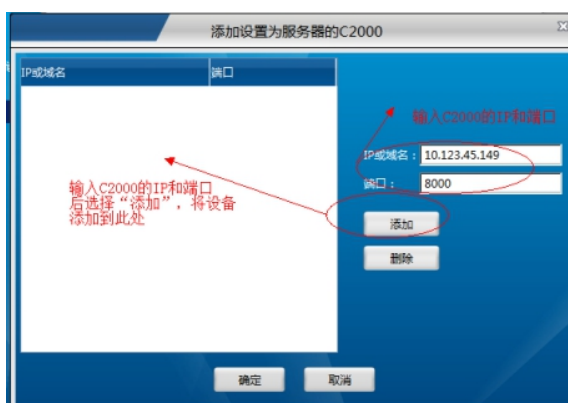 添加设置为服务器的C2000
IP或域名
端口
输入C2000的IP和端口
IP或域名：
10.123.45.149
端口：
8000
输入C2000的IP和端口
后选择“添加”，将设备
添加到此处
添加
删除
确定
取消